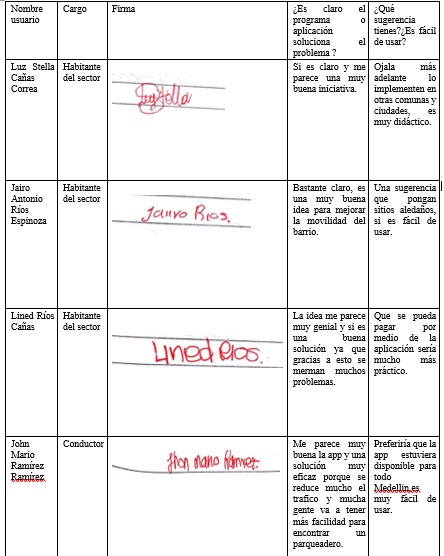 Nombre usuario
Cargo
Firma
¿Es claro el programa o aplicación soluciona el problema ?
¿Qué sugerencia tienes?¿Es fácil de usar?
Luz Stella Cañas Correa
Habitante del sector
Luz stella
Si es claro y me parece una muy buena iniciativa.
Ojala más adelante lo implementen en otras comunas y ciudades, es muy didáctico.
Jairo Antonio Ríos Espinoza
Habitante del sector
Jairo Rios.
Bastante claro, es una muy buena idea para mejorar la movilidad del barrio.
Una sugerencia que pongan sitios aledaños, si es fácil de usar.
Lined Ríos Cañas
Habitante del sector
Lined Rios.
La idea me parece muy genial y si es una buena solución ya que gracias a esto se merman muchos problemas.
Que se pueda pagar por medio de la aplicación sería mucho más práctico.
John Mario Ramírez Ramírez
Conductor
Jhon mario Ramirez.
Me parece muy buena la app y una solución muy eficaz porque se reduce mucho el trafico y mucha gente va a tener más facilidad para encontrar un parqueadero.
Preferiría que la app estuviera disponible para todo Medellin,es muy fácil de usar.